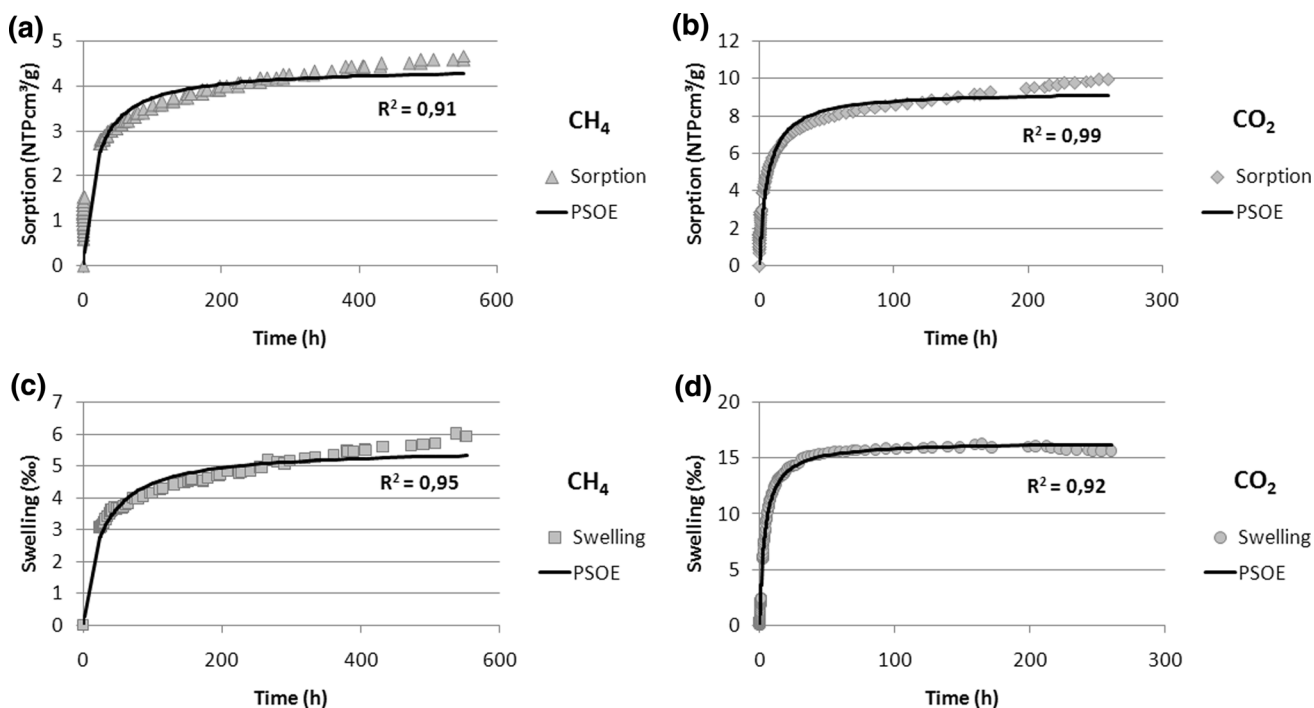 (a)
Sorption (NTPcm³/g)
5
4
3
2
1
0
0 200 400 600
Time (h)
R² = 0,91
CH₄
Sorption
PSOE
(b)
Sorption (NTPcm³/g)
12
10
8
6
4
2
0
0 100 200 300
Time (h)
R² = 0,99
CO₂
Sorption
PSOE
(c)
Swelling (‰)
7
6
5
4
3
2
1
0
0 200 400 600
Time (h)
R² = 0,95
CH₄
Swelling
PSOE
(d)
Swelling (‰)
20
15
10
5
0
0 100 200 300
Time (h)
R² = 0,92
CO₂
Swelling
PSOE